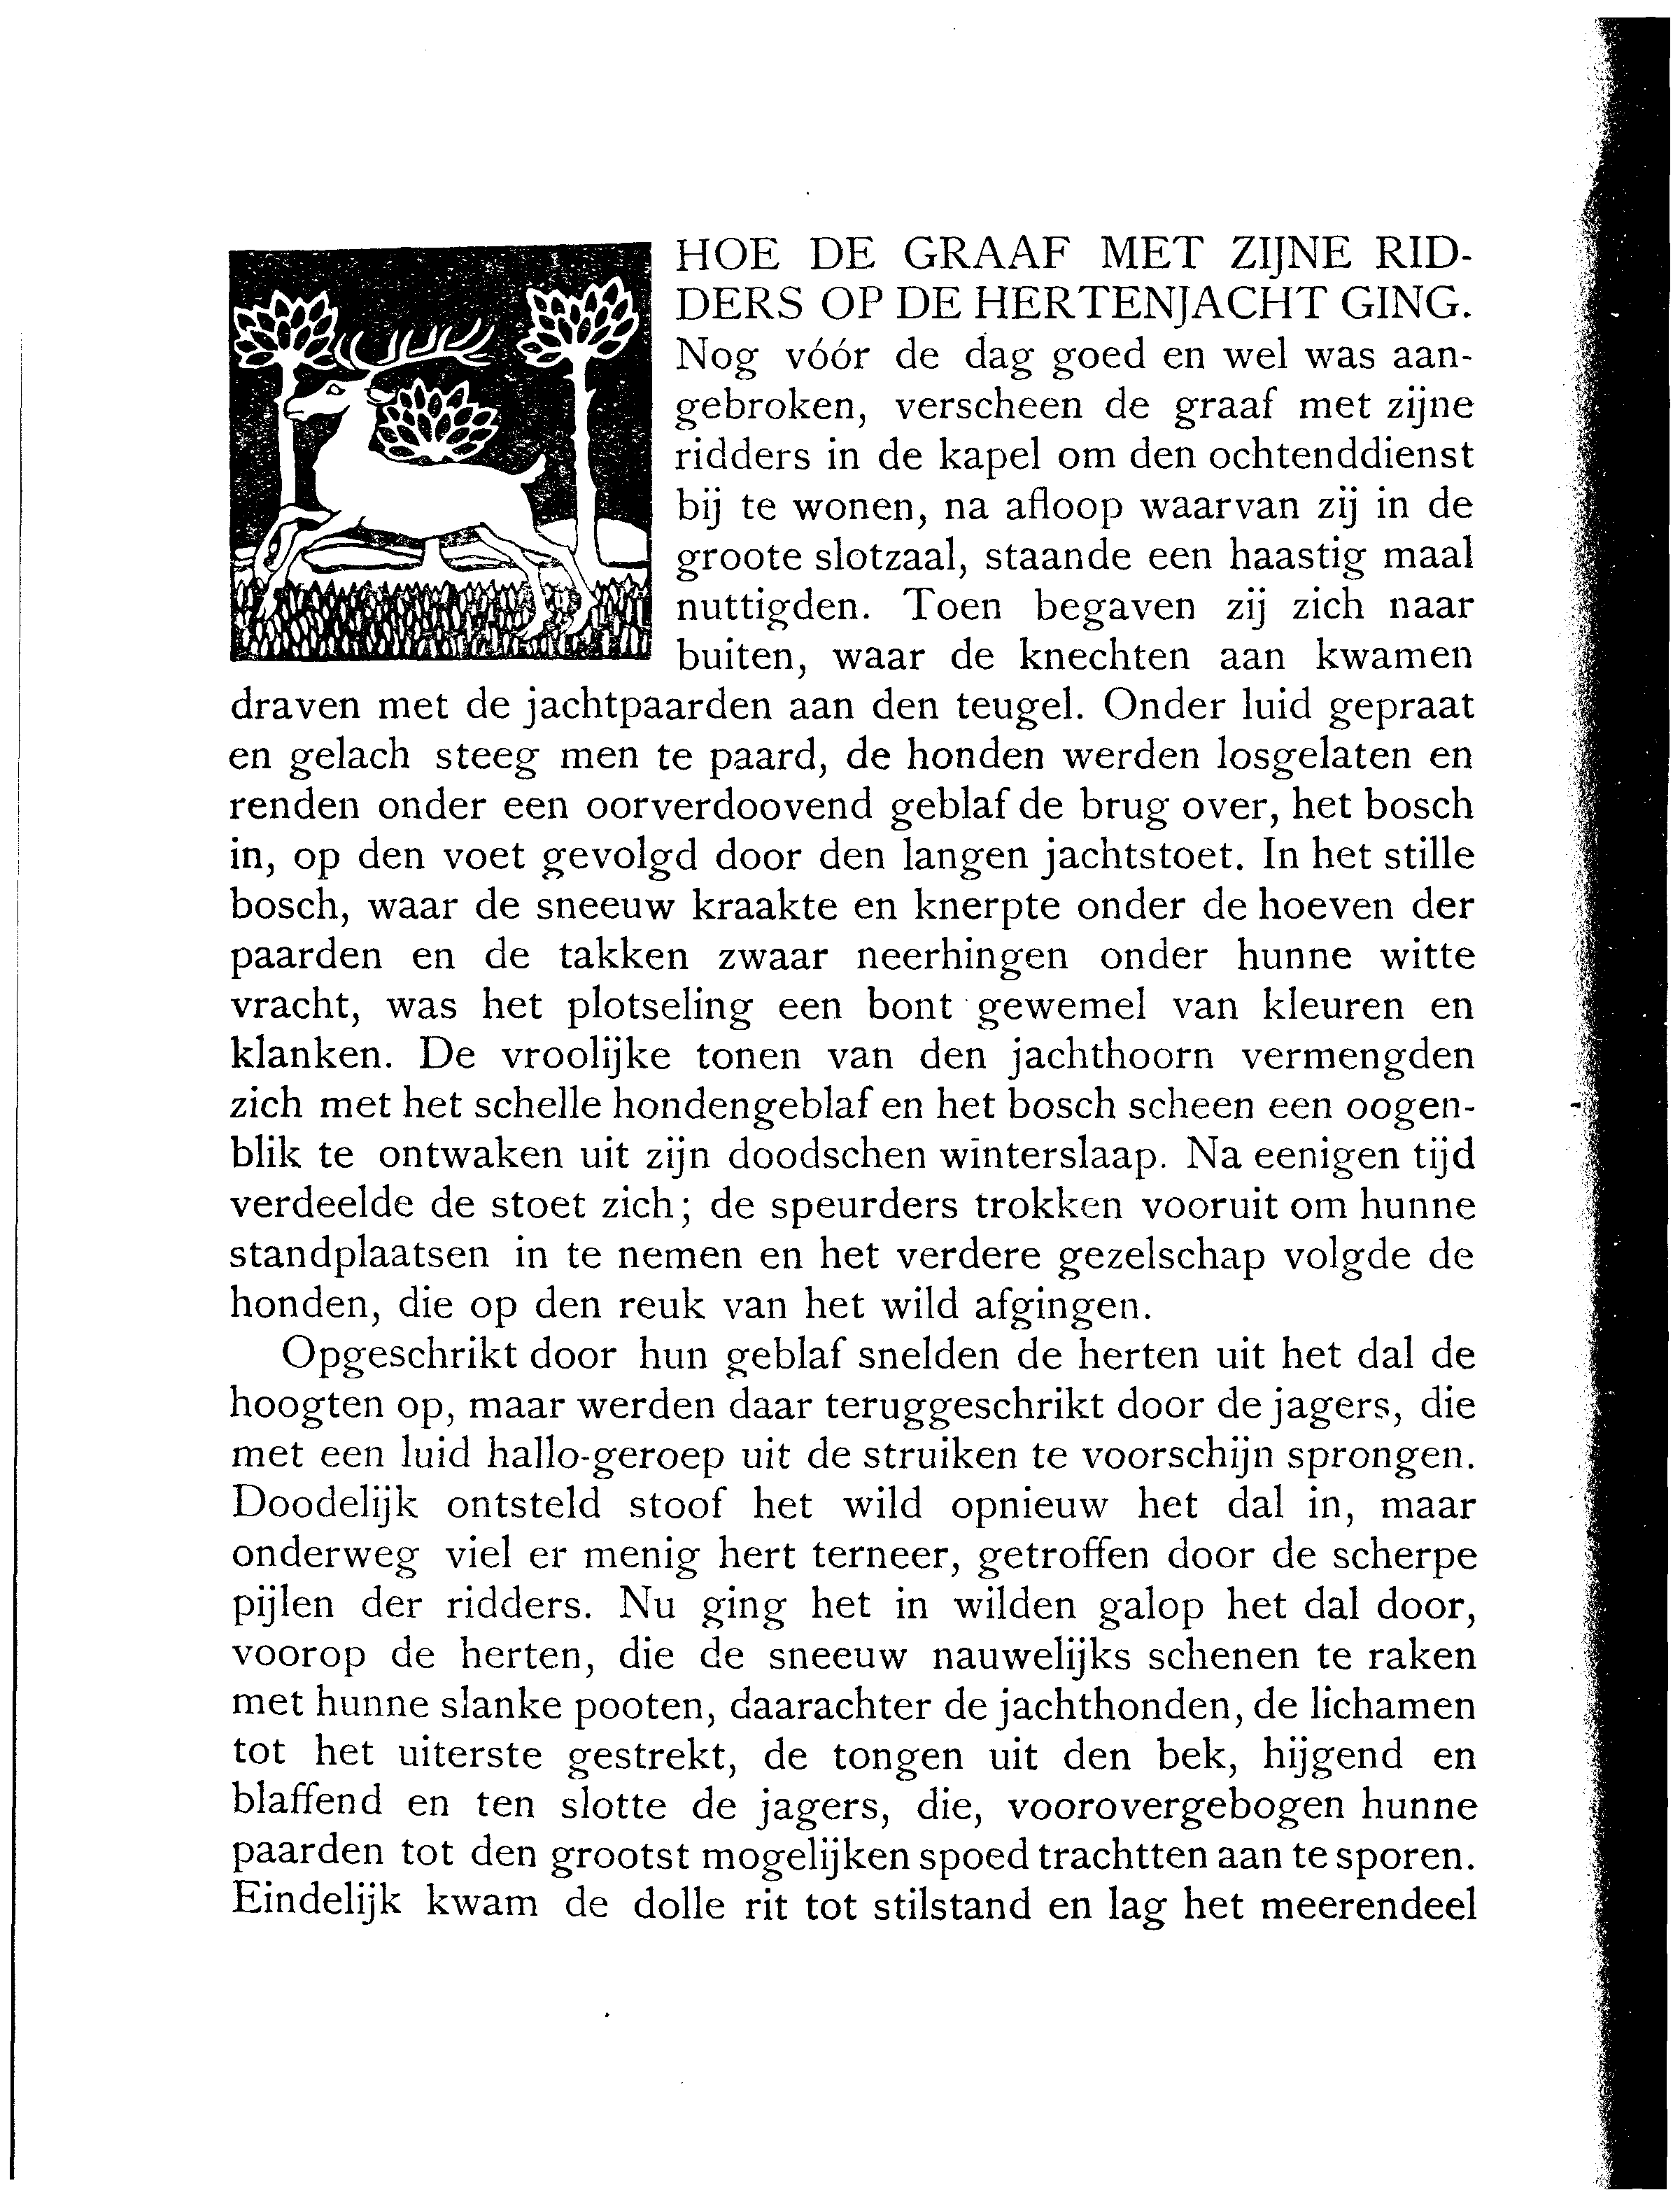 HOE DE GRAAF MET ZIJNE RID-
DERS OP DE HERTENJACHT GING.
Nog vóór de dag goed en wel was aan-
gebroken, verscheen de graaf met zijne
ridders in de kapel om den ochtenddienst
bij te wonen, na afloop waarvan zij in de
groote slotzaal, staande een haastig maal
nuttigden. Toen begaven zij zich naar
buiten, waar de knechten aan kwamen
draven met de jachtpaarden aan den teugel. Onder luid gepraat
en gelach steeg men te paard, de honden werden losgelaten en
renden onder een oorverdoovend geblaf de brug over, het bosch
in, op den voet gevolgd door den langen jachtstoet. In het stille
bosch, waar de sneeuw kraakte en knerpte onder de hoeven der
paarden en de takken zwaar neerhingen onder hunne witte
vracht, was het plotseling een bont gewemel van kleuren en
klanken. De vroolijke tonen van den jachthoorn vermengden
zich met het schelle hondengeblaf en het bosch scheen een oogen-
blik te ontwaken uit zijn doodschen winterslaap. Na eenigen tijd
verdeelde de stoet zich; de speurders trokken vooruit om hunne
standplaatsen in te nemen en het verdere gezelschap volgde de
honden, die op den reuk van het wild afgingen.
Opgeschrikt door hun geblaf snelden de herten uit het dal de
hoogten op, maar werden daar teruggeschrikt door de jagers, die
met een luid hallo-geroep uit de struiken te voorschijn sprongen.
Doodelijk ontsteld stoof het wild opnieuw het dal in, maar
onderweg viel er menig hert terneer, getroffen door de scherpe
pijlen der ridders. Nu ging het in wilden galop het dal door,
voorop de herten, die de sneeuw nauwelijks schenen te raken
met hunne slanke pooten, daarachter de jachthonden, de lichamen
tot het uiterste gestrekt, de tongen uit den bek, hijgend en
blaffend en ten slotte de jagers, die, voorovergebogen hunne
paarden tot den grootst mogelijken spoed trachtten aan te sporen.
Eindelijk kwam de dolle rit tot stilstand en lag het meerendeel